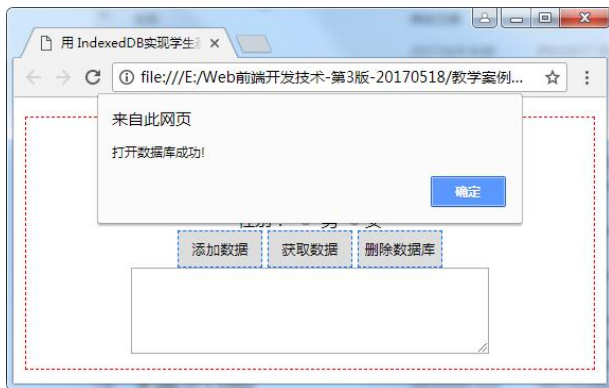 用 IndexedDB实现学生
file:///E:/Web前端开发技术-第3版-20170518/教学案例...
来自此网页
打开数据库成功!
确定
添加数据
获取数据
删除数据库